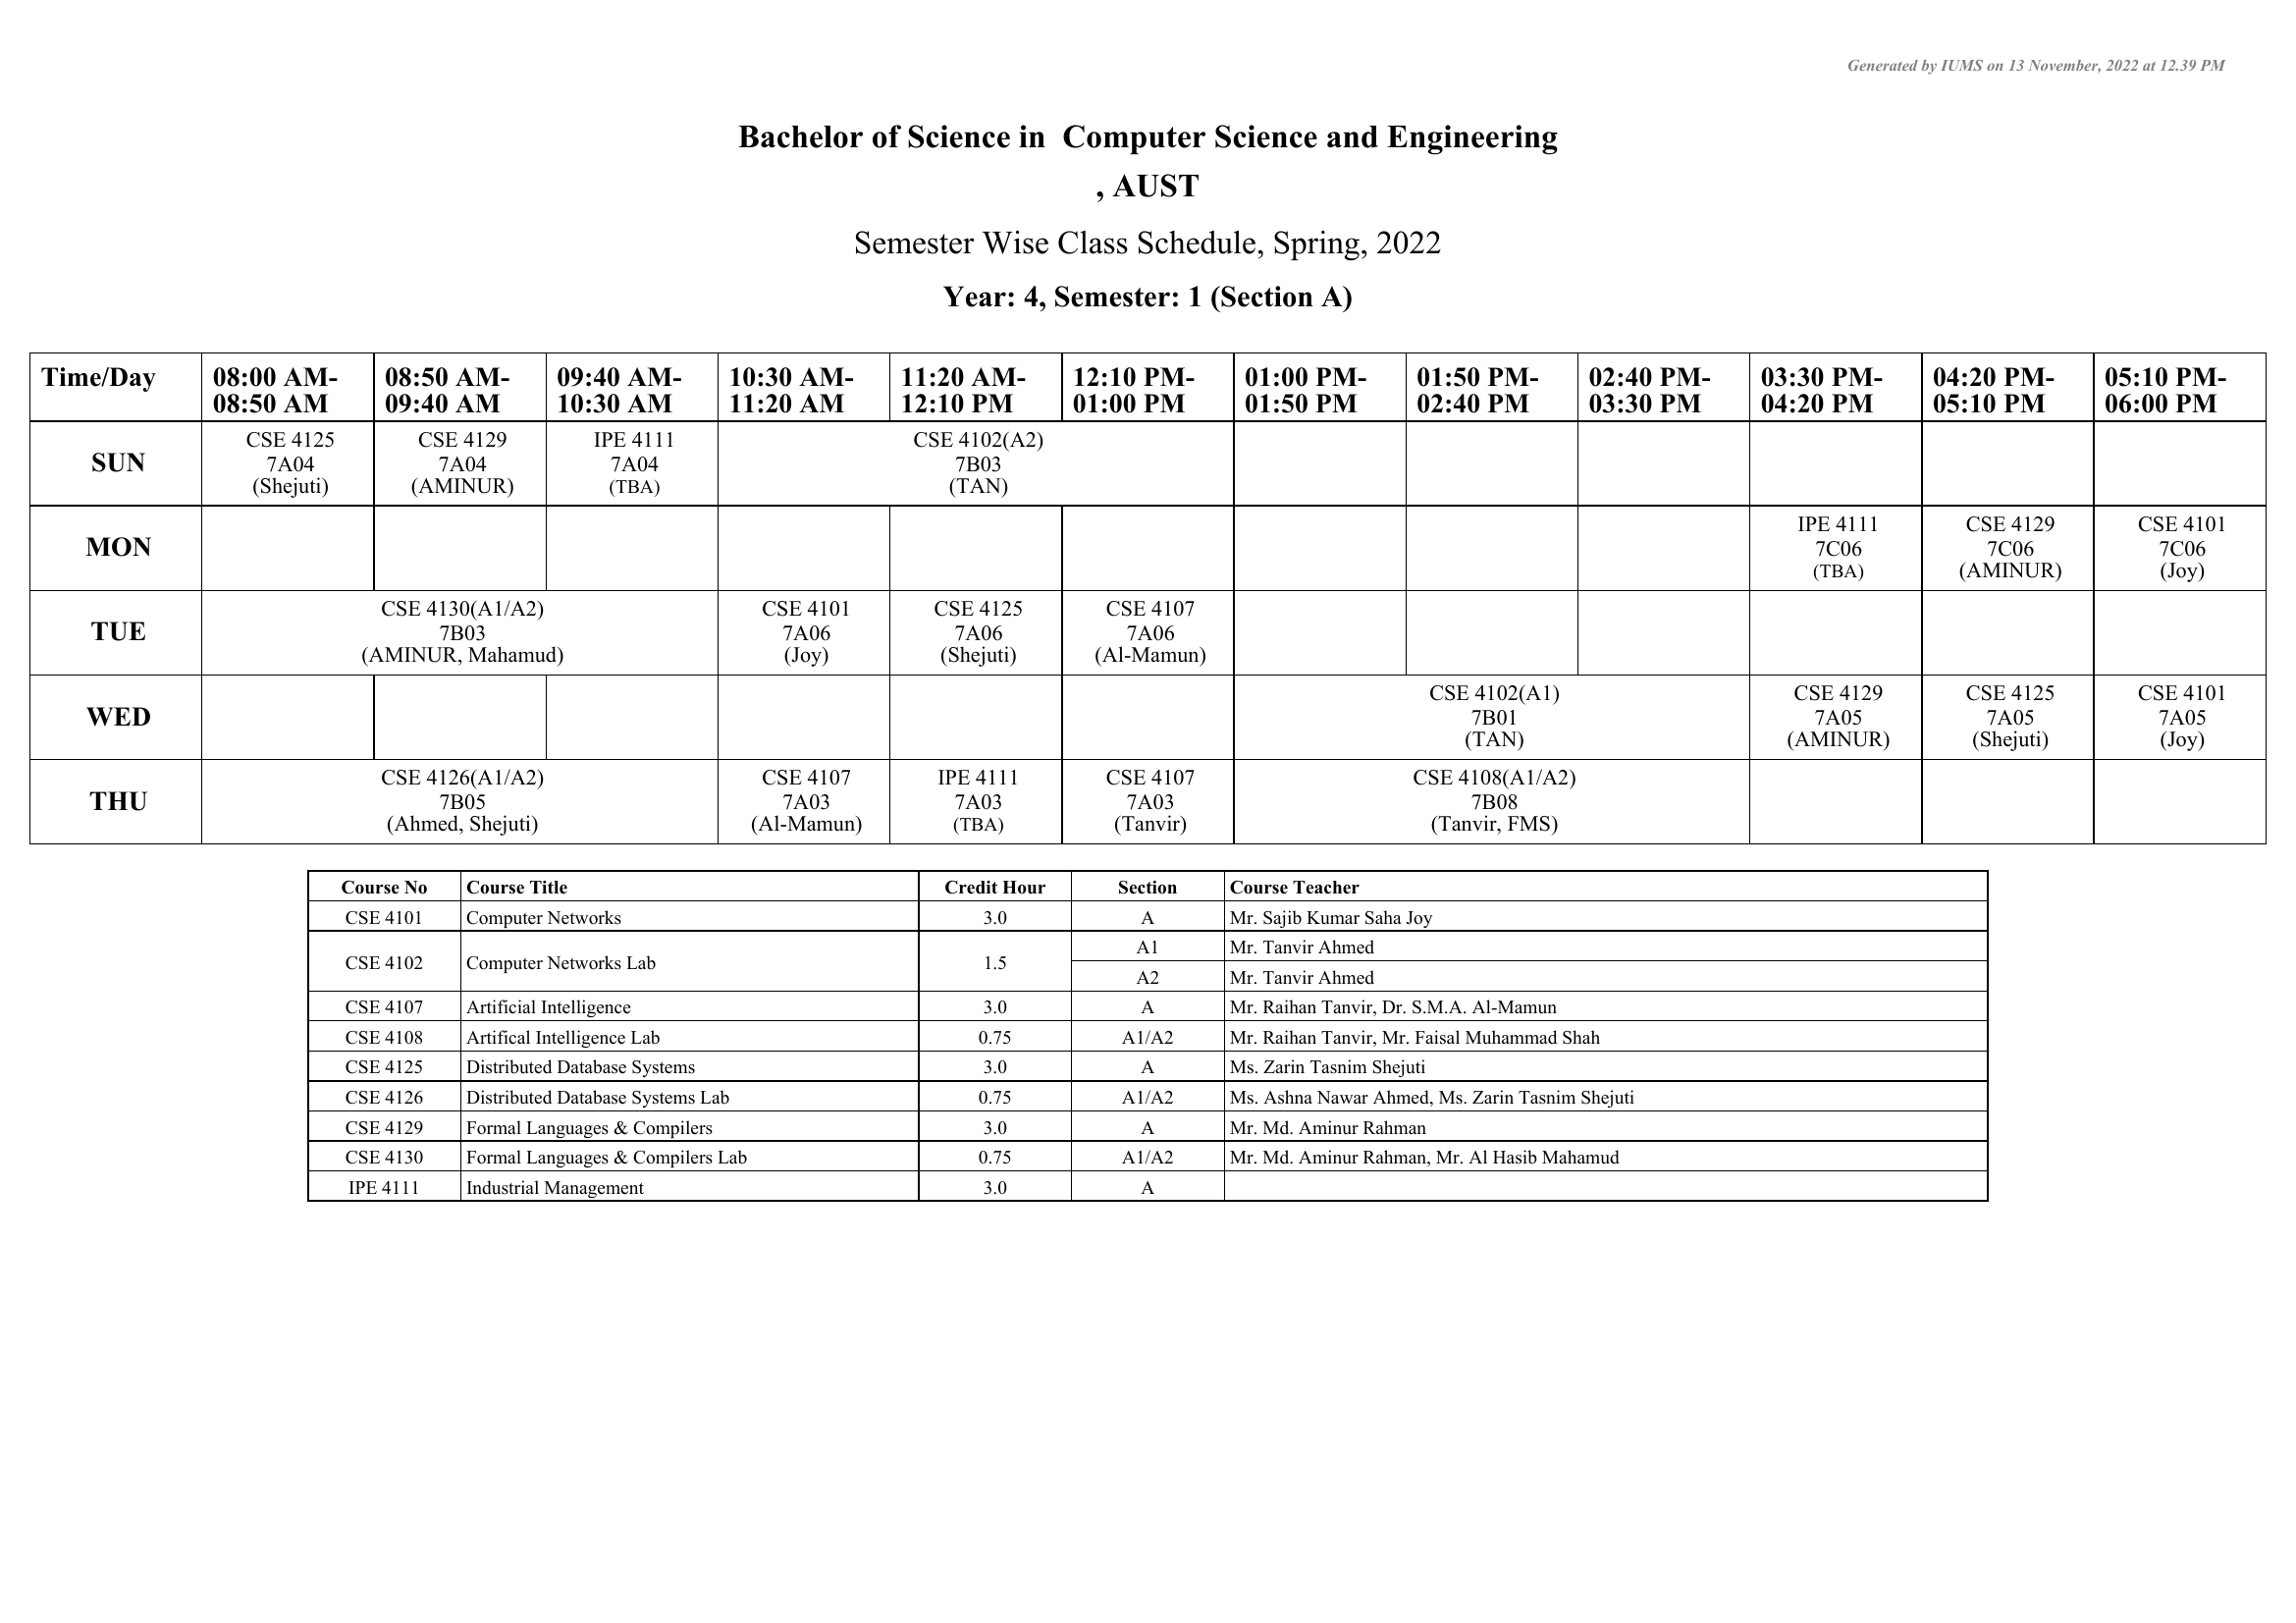 Generated by IUMS on 13 November, 2022 at 12.39 PM
Bachelor of Science in  Computer Science and Engineering
, AUST
Semester Wise Class Schedule, Spring, 2022
Year: 4, Semester: 1 (Section A)
Time/Day 08:00 AM-08:50 AM 08:50 AM-09:40 AM 09:40 AM-10:30 AM 10:30 AM-11:20 AM 11:20 AM-12:10 PM 12:10 PM-01:00 PM 01:00 PM-01:50 PM 01:50 PM-02:40 PM 02:40 PM-03:30 PM 03:30 PM-04:20 PM 04:20 PM-05:10 PM 05:10 PM-06:00 PM
SUN
CSE 4125 7A04 (Shejuti)
CSE 4129 7A04 (AMINUR)
IPE 4111 7A04 (TBA)
CSE 4102(A2) 7B03 (TAN)
MON
IPE 4111 7C06 (TBA)
CSE 4129 7C06 (AMINUR)
CSE 4101 7C06 (Joy)
TUE
CSE 4130(A1/A2) 7B03 (AMINUR, Mahamud)
CSE 4101 7A06 (Joy)
CSE 4125 7A06 (Shejuti)
CSE 4107 7A06 (Al-Mamun)
WED
CSE 4102(A1) 7B01 (TAN)
CSE 4129 7A05 (AMINUR)
CSE 4125 7A05 (Shejuti)
CSE 4101 7A05 (Joy)
THU
CSE 4126(A1/A2) 7B05 (Ahmed, Shejuti)
CSE 4107 7A03 (Al-Mamun)
IPE 4111 7A03 (TBA)
CSE 4107 7A03 (Tanvir)
CSE 4108(A1/A2) 7B08 (Tanvir, FMS)
Course No Course Title Credit Hour Section Course Teacher
CSE 4101 Computer Networks 3.0 A Mr. Sajib Kumar Saha Joy
CSE 4102 Computer Networks Lab 1.5 A1 Mr. Tanvir Ahmed
A2 Mr. Tanvir Ahmed
CSE 4107 Artificial Intelligence 3.0 A Mr. Raihan Tanvir, Dr. S.M.A. Al-Mamun
CSE 4108 Artifical Intelligence Lab 0.75 A1/A2 Mr. Raihan Tanvir, Mr. Faisal Muhammad Shah
CSE 4125 Distributed Database Systems 3.0 A Ms. Zarin Tasnim Shejuti
CSE 4126 Distributed Database Systems Lab 0.75 A1/A2 Ms. Ashna Nawar Ahmed, Ms. Zarin Tasnim Shejuti
CSE 4129 Formal Languages & Compilers 3.0 A Mr. Md. Aminur Rahman
CSE 4130 Formal Languages & Compilers Lab 0.75 A1/A2 Mr. Md. Aminur Rahman, Mr. Al Hasib Mahamud
IPE 4111 Industrial Management 3.0 A